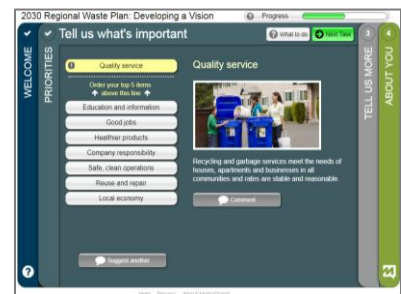 2030 Regional Waste Plan: Developing a Vision
Progress
WELCOME
PRIORITIES
Tell us what's important
What to do
Next Task
Quality service
Order your top 5 items
above this line
Education and information
Good jobs
Healthier products
Company responsibility
Safe, clean operations
Reuse and repair
Local economy
Suggest another
Quality service
Recycling and garbage services meet the needs of
houses, apartments and businesses in all
communities and rates are stable and reasonable.
Comment
3
TELL US MORE
4
ABOUT YOU
?